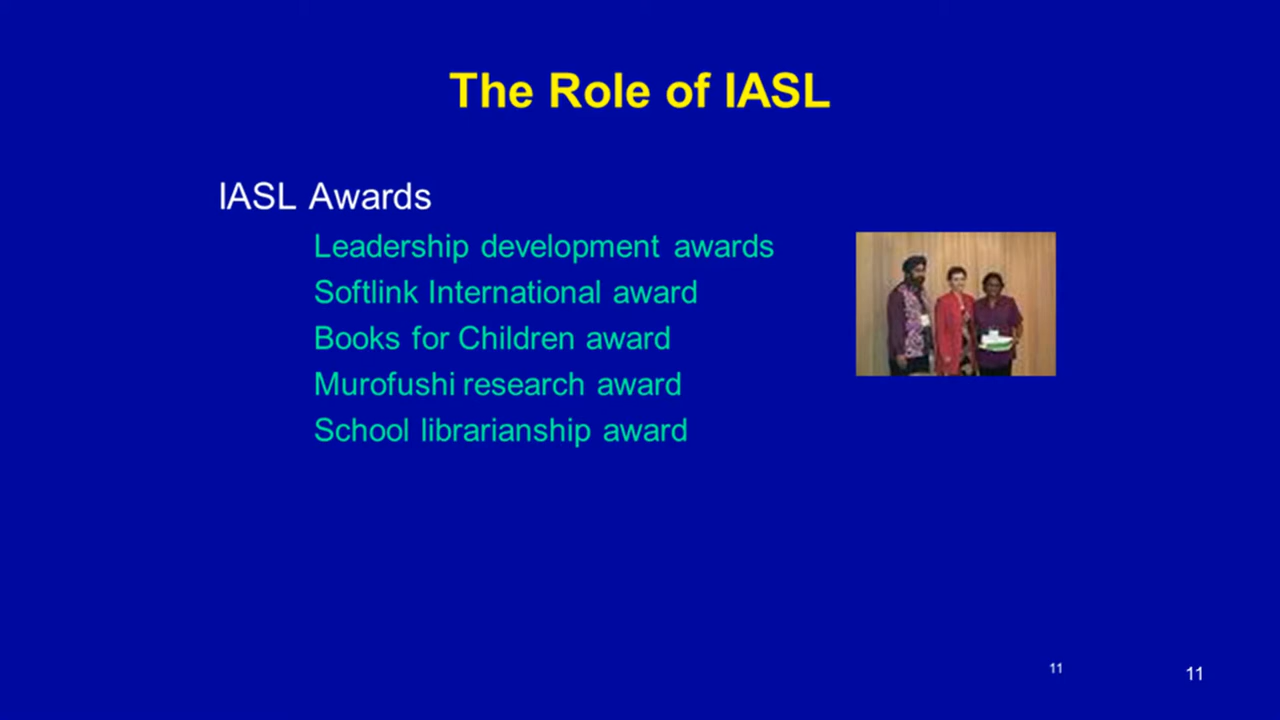 The Role of IASL
IASL Awards
Leadership development awards
Softlink International award
Books for Children award
Murofushi research award
School librarianship award
11
11